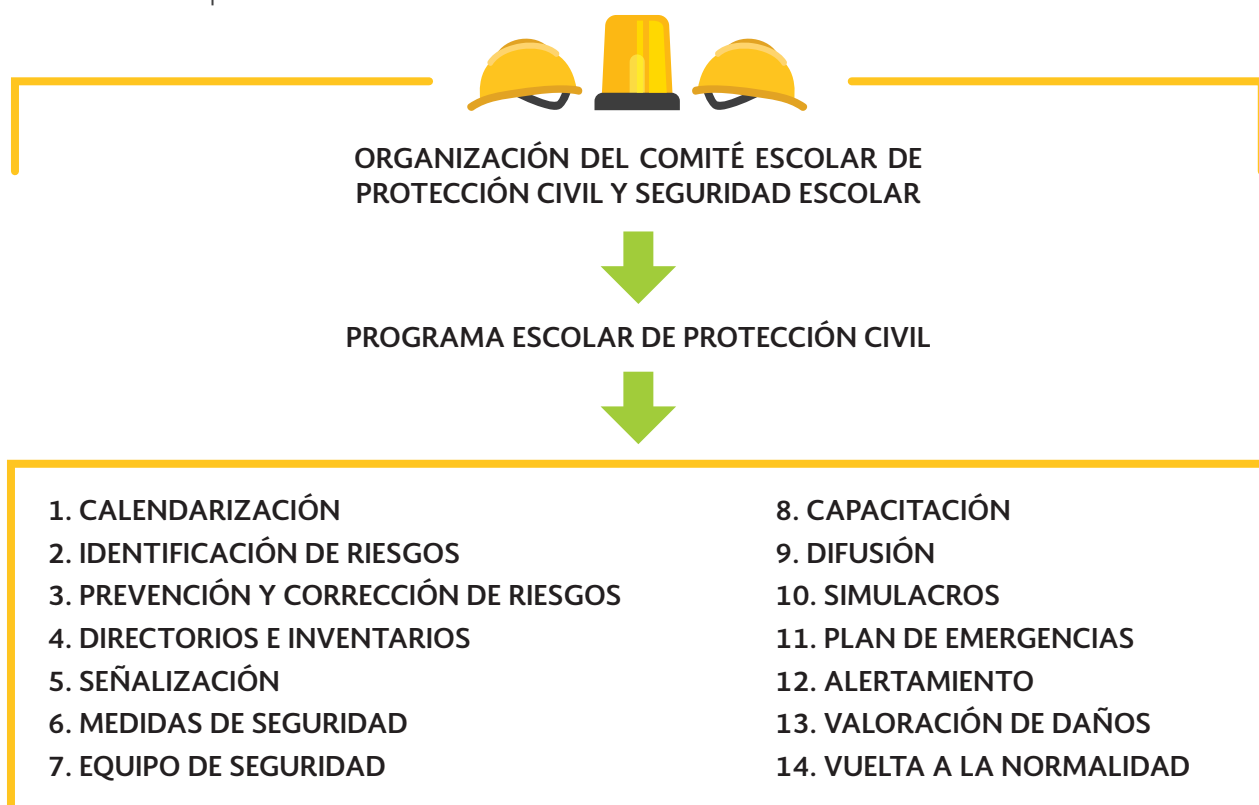 ORGANIZACIÓN DEL COMITÉ ESCOLAR DE
PROTECCIÓN CIVIL Y SEGURIDAD ESCOLAR
PROGRAMA ESCOLAR DE PROTECCIÓN CIVIL
1. CALENDARIZACIÓN
2. IDENTIFICACIÓN DE RIESGOS
3. PREVENCIÓN Y CORRECCIÓN DE RIESGOS
4. DIRECTORIOS E INVENTARIOS
5. SEÑALIZACIÓN
6. MEDIDAS DE SEGURIDAD
7. EQUIPO DE SEGURIDAD
8. CAPACITACIÓN
9. DIFUSIÓN
10. SIMULACROS
11. PLAN DE EMERGENCIAS
12. ALERTAMIENTO
13. VALORACIÓN DE DAÑOS
14. VUELTA A LA NORMALIDAD